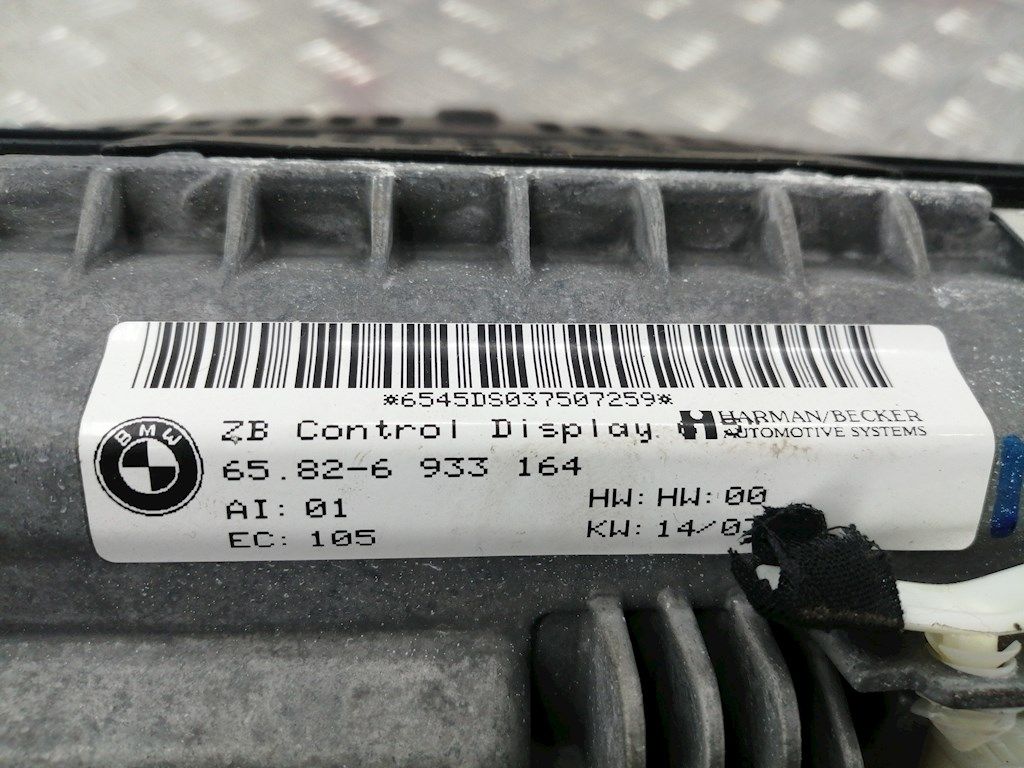 *6545DS037507259*
ZB Control Display
HARMAN/BECKER
AUTOMOTIVE SYSTEMS
BMW
65.82-6 933 164
AI: 01
HW: HW: 00
EC: 105
KW: 14/07